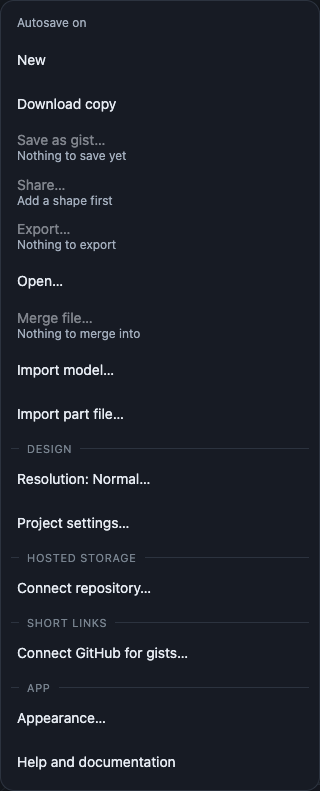 Autosave on
New
Download copy
Save as gist...
Nothing to save yet
Share...
Add a shape first
Export...
Nothing to export
Open...
Merge file...
Nothing to merge into
Import model...
Import part file...
DESIGN
Resolution: Normal...
Project settings...
HOSTED STORAGE
Connect repository...
SHORT LINKS
Connect GitHub for gists...
APP
Appearance...
Help and documentation